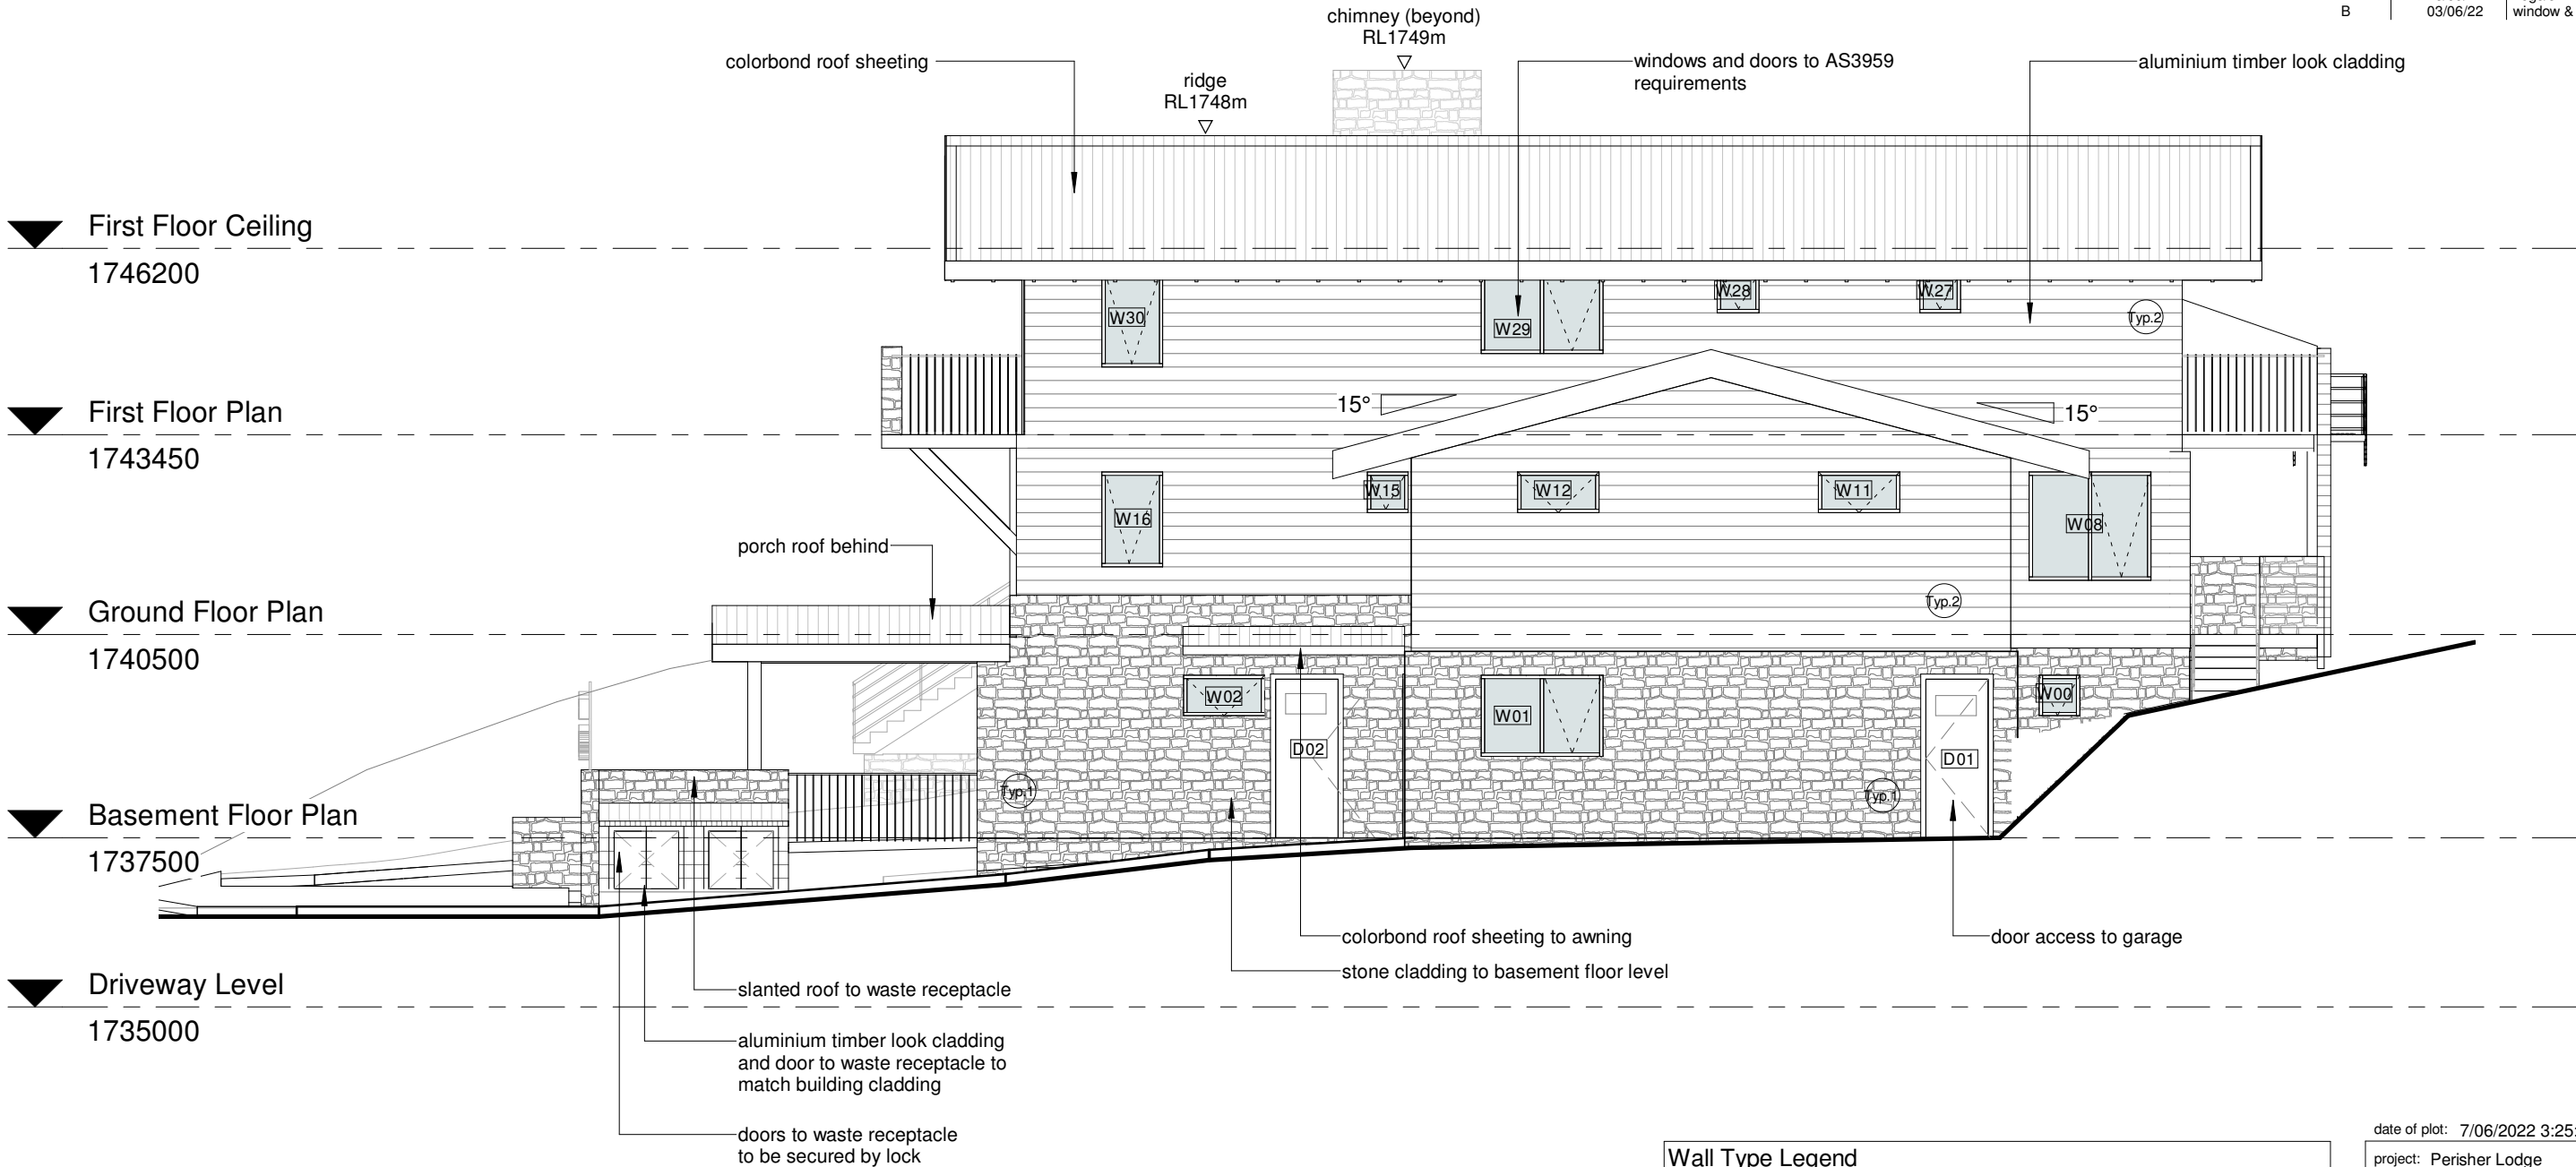 B 03/06/22 window &
chimney (beyond)
RL1749m
colorbond roof sheeting
ridge
RL1748m
windows and doors to AS3959
requirements
aluminium timber look cladding
First Floor Ceiling
1746200
W30
W29
W28
W27
Typ.2
First Floor Plan
1743450
15°
15°
W16
W15
W12
W11
W08
porch roof behind
Typ.2
Ground Floor Plan
1740500
W02
D02
W01
D01
W00
Typ.1
Typ.1
Basement Floor Plan
1737500
colorbond roof sheeting to awning
door access to garage
stone cladding to basement floor level
Driveway Level
1735000
slanted roof to waste receptacle
aluminium timber look cladding
and door to waste receptacle to
match building cladding
doors to waste receptacle
to be secured by lock
Wall Type Legend
date of plot: 7/06/2022 3:25:
project: Perisher Lodge